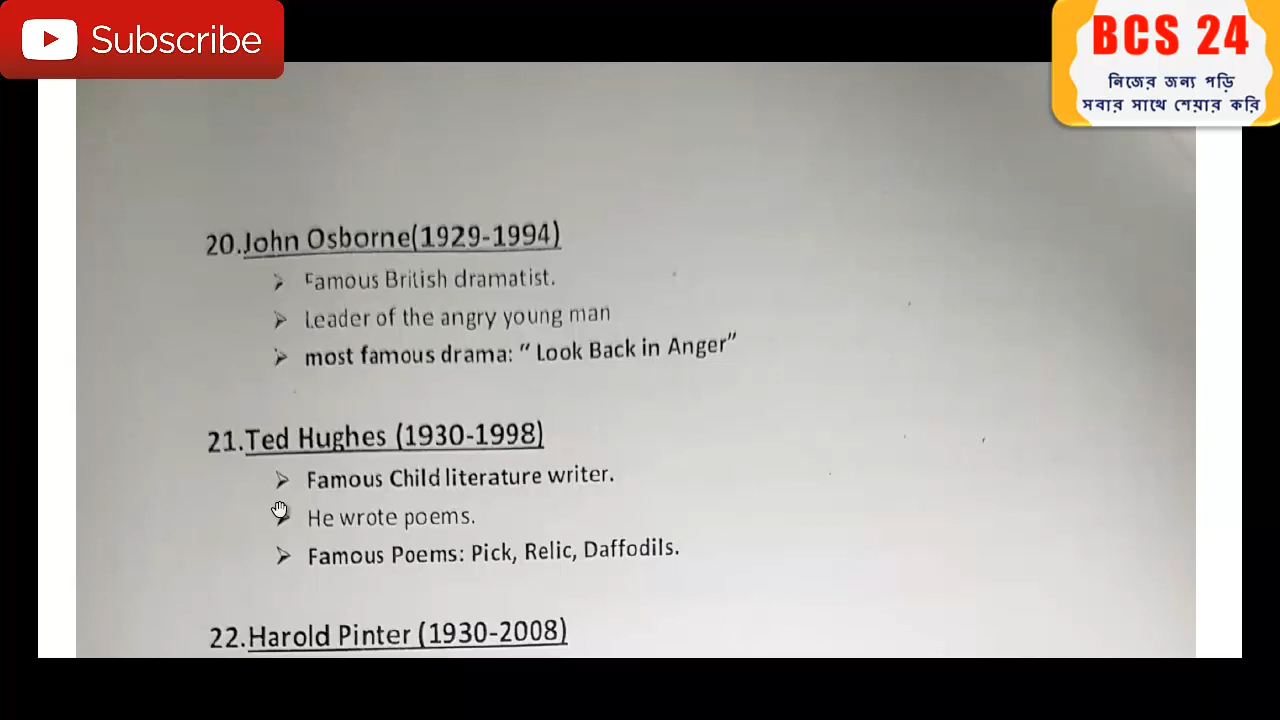 Subscribe
BCS 24
নিজের জন্য পড়ি
সবার সাথে শেয়ার করি
20.John Osborne(1929-1994)
➢ Famous British dramatist.
➢ Leader of the angry young man
➢ most famous drama: “ Look Back in Anger”
21.Ted Hughes (1930-1998)
➢ Famous Child literature writer.
➢ He wrote poems.
➢ Famous Poems: Pick, Relic, Daffodils.
22.Harold Pinter (1930-2008)